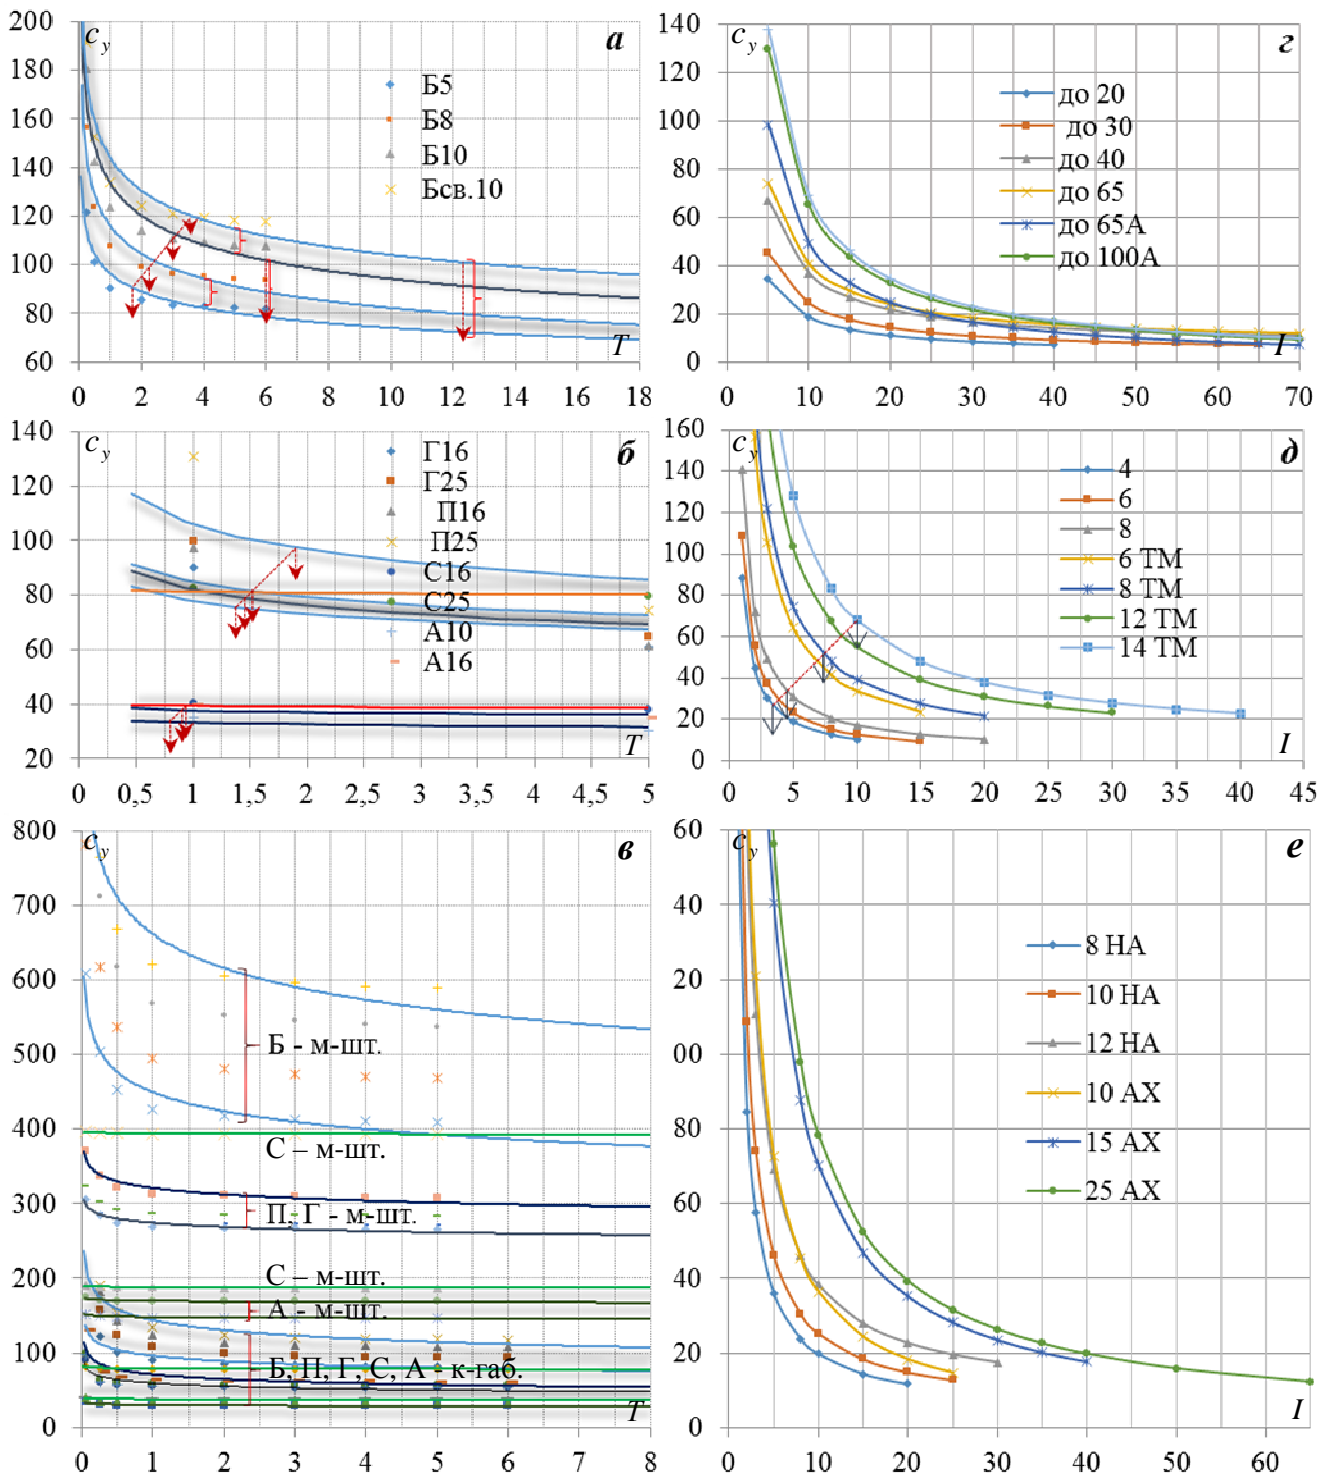 c_y
а
200
180
160
140
120
100
80
60
Б5
Б8
Б10
Бсв.10
T
0 2 4 6 8 10 12 14 16 18
c_y
г
140
120
100
80
60
40
20
0
до 20
до 30
до 40
до 65
до 65А
до 100А
I
0 10 20 30 40 50 60 70
c_y
б
140
120
100
80
60
40
20
Г16
Г25
П16
П25
С16
С25
А10
А16
T
0 0,5 1 1,5 2 2,5 3 3,5 4 4,5 5
c_y
д
160
140
120
100
80
60
40
20
0
4
6
8
6 ТМ
8 ТМ
12 ТМ
14 ТМ
I
0 5 10 15 20 25 30 35 40 45
c_y
в
800
700
600
500
400
300
200
100
0
Б - м-шт.
С – м-шт.
П, Г - м-шт.
С – м-шт.
А - м-шт.
Б, П, Г, С, А - к-габ.
T
0 1 2 3 4 5 6 7 8
c_y
е
60
40
20
00
80
60
40
20
0
8 НА
10 НА
12 НА
10 АХ
15 АХ
25 АХ
I
0 10 20 30 40 50 60